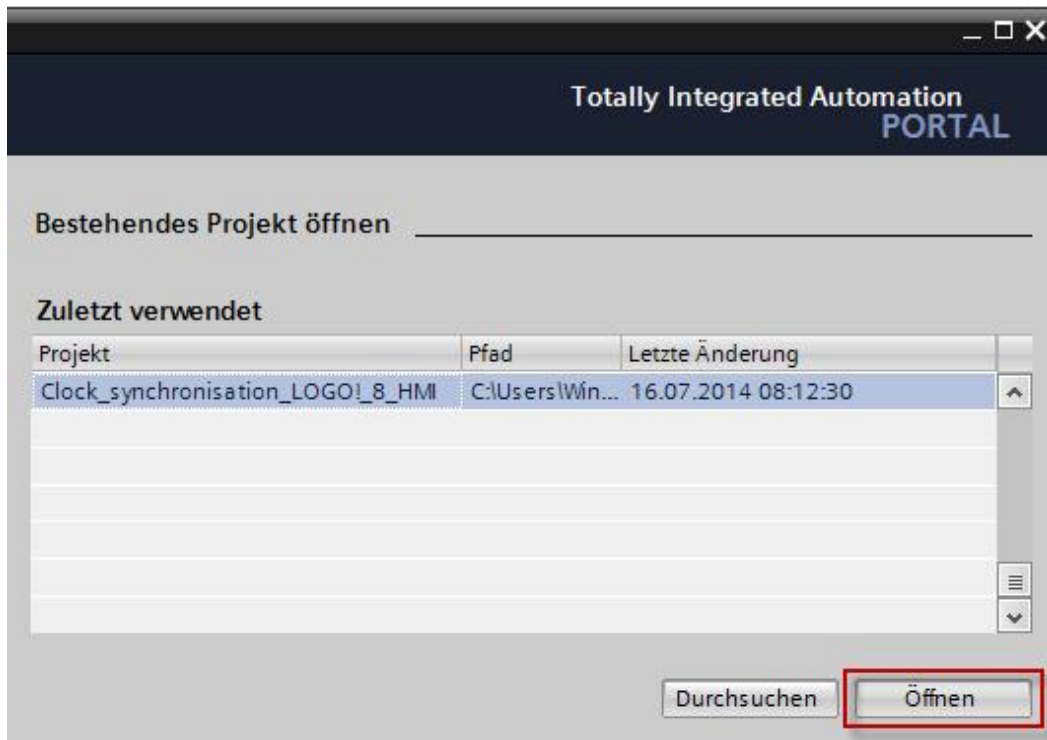 Totally Integrated Automation
PORTAL
Bestehendes Projekt öffnen
Zuletzt verwendet
Projekt Pfad Letzte Änderung
Clock_synchronisation_LOGO!_8_HMI C:\Users\Win... 16.07.2014 08:12:30
Durchsuchen Öffnen